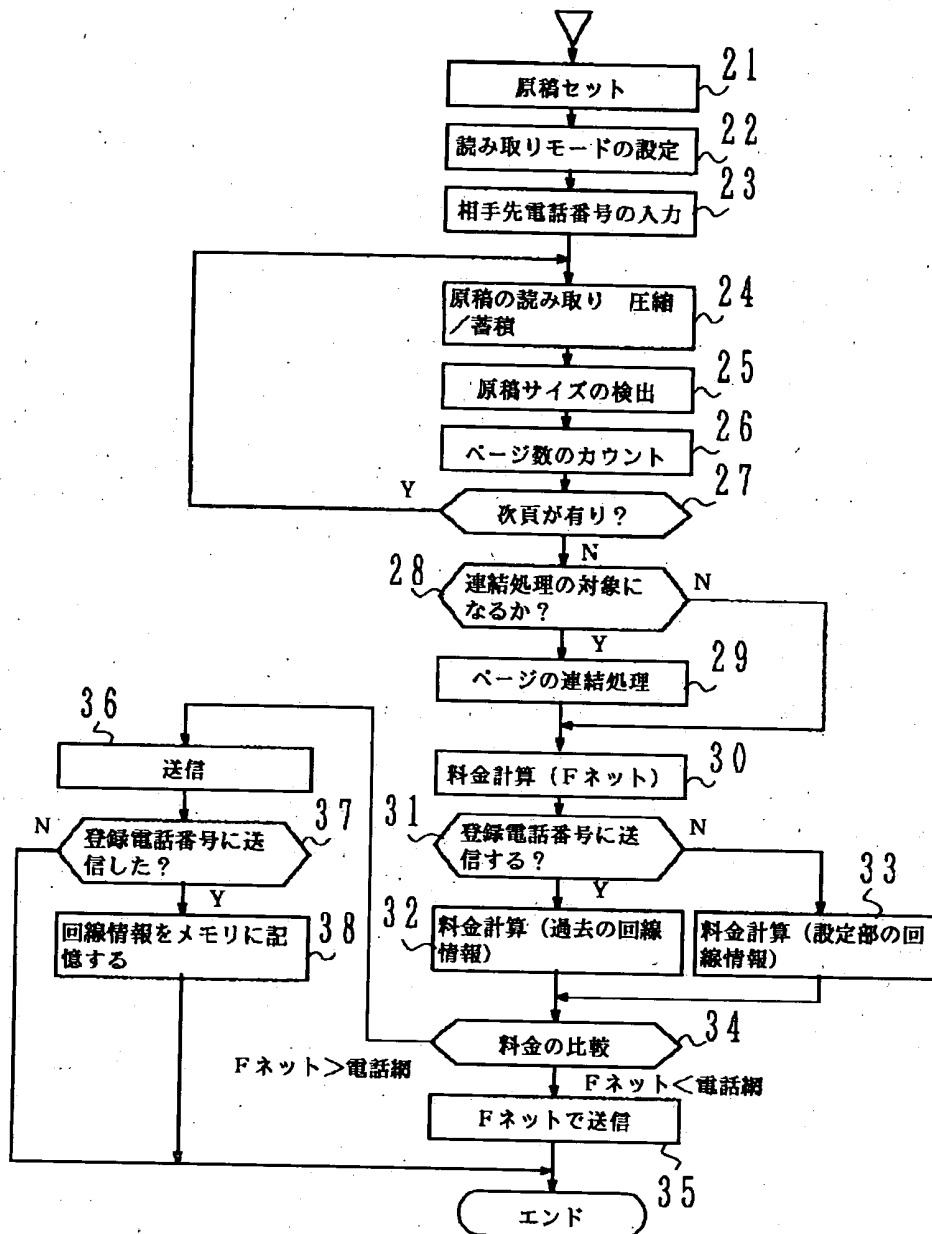 原稿セット
21
読み取りモードの設定
22
相手先電話番号の入力
23
原稿の読み取り 圧縮
／蓄積
24
原稿サイズの検出
25
ページ数のカウント
26
次頁が有り？
27
Y
N
28
連結処理の対象に
なるか？
N
Y
ページの連結処理
29
料金計算（Fネット）
30
31
登録電話番号に送
信する？
N
Y
32
料金計算（過去の回線
情報）
33
料金計算（設定部の回
線情報）
料金の比較
34
Fネット＞電話網
Fネット＜電話網
Fネットで送信
35
36
送信
登録電話番号に送
信した？
37
N
Y
回線情報をメモリに記
憶する
38
エンド